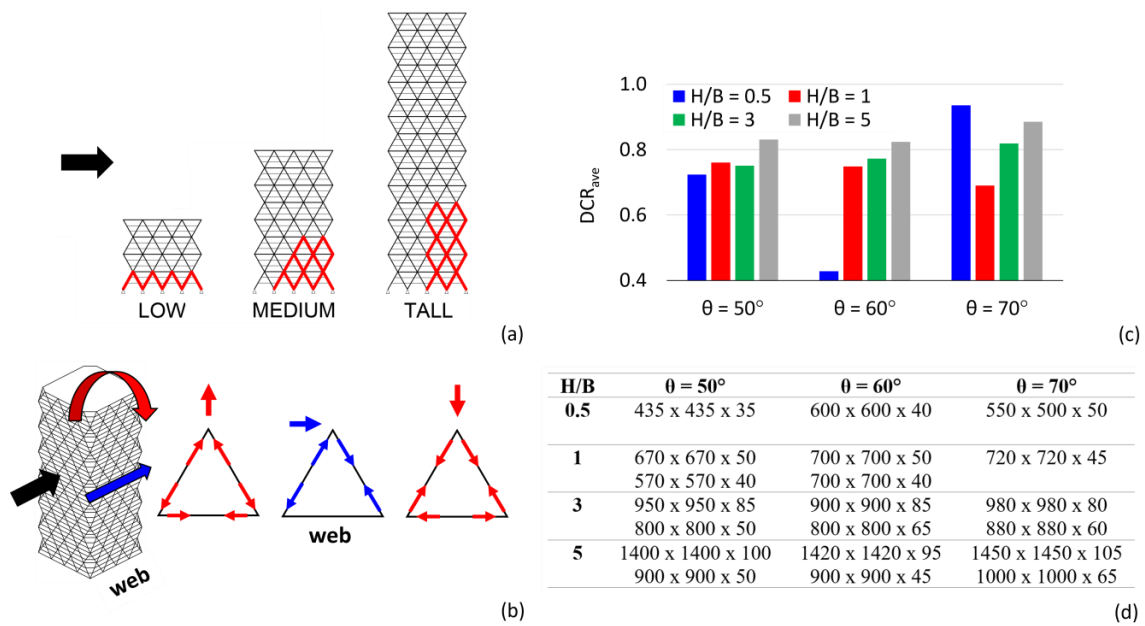 LOW
MEDIUM
TALL
(a)
1.0
0.8
0.6
0.4
DCRave
H/B = 0.5
H/B = 1
H/B = 3
H/B = 5
θ = 50°
θ = 60°
θ = 70°
(c)
web
web
(b)
H/B θ = 50° θ = 60° θ = 70°
0.5 435 x 435 x 35 600 x 600 x 40 550 x 500 x 50
1 670 x 670 x 50 700 x 700 x 50 720 x 720 x 45
570 x 570 x 40 700 x 700 x 40
3 950 x 950 x 85 900 x 900 x 85 980 x 980 x 80
800 x 800 x 50 800 x 800 x 65 880 x 880 x 60
5 1400 x 1400 x 100 1420 x 1420 x 95 1450 x 1450 x 105
900 x 900 x 50 900 x 900 x 45 1000 x 1000 x 65
(d)